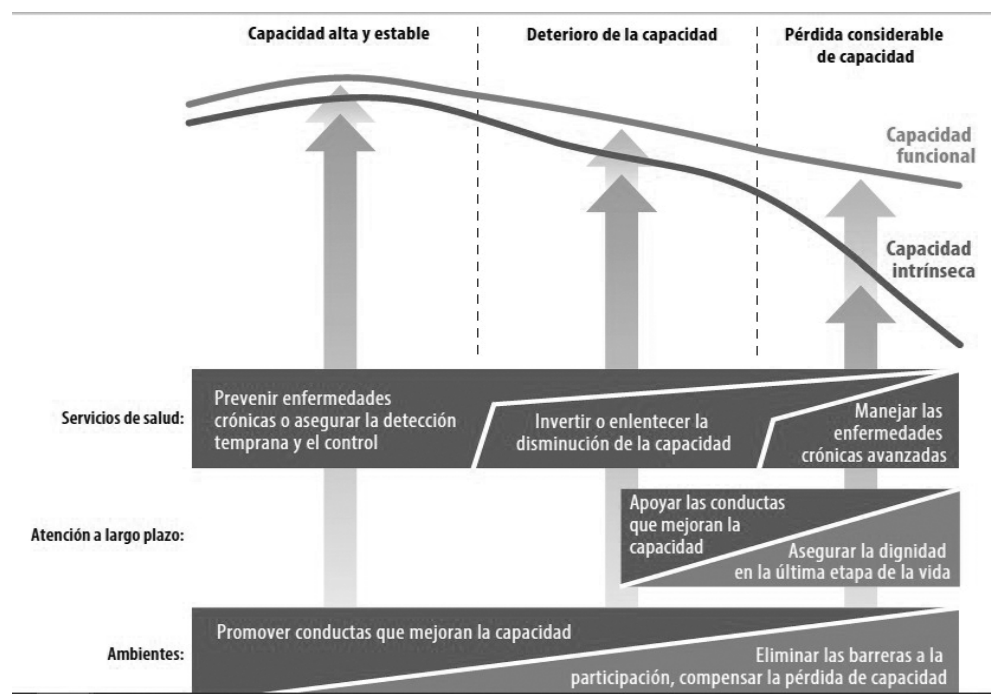 Capacidad alta y estable
Deterioro de la capacidad
Pérdida considerable
de capacidad
Capacidad
funcional
Capacidad
intrínseca
Servicios de salud:
Prevenir enfermedades
crónicas o asegurar la detección
temprana y el control
Invertir o enlentecer la
disminución de la capacidad
Manejar las
enfermedades
crónicas avanzadas
Atención a largo plazo:
Apoyar las conductas
que mejoran la
capacidad
Asegurar la dignidad
en la última etapa de la vida
Ambientes:
Promover conductas que mejoran la capacidad
Eliminar las barreras a la
participación, compensar la pérdida de capacidad